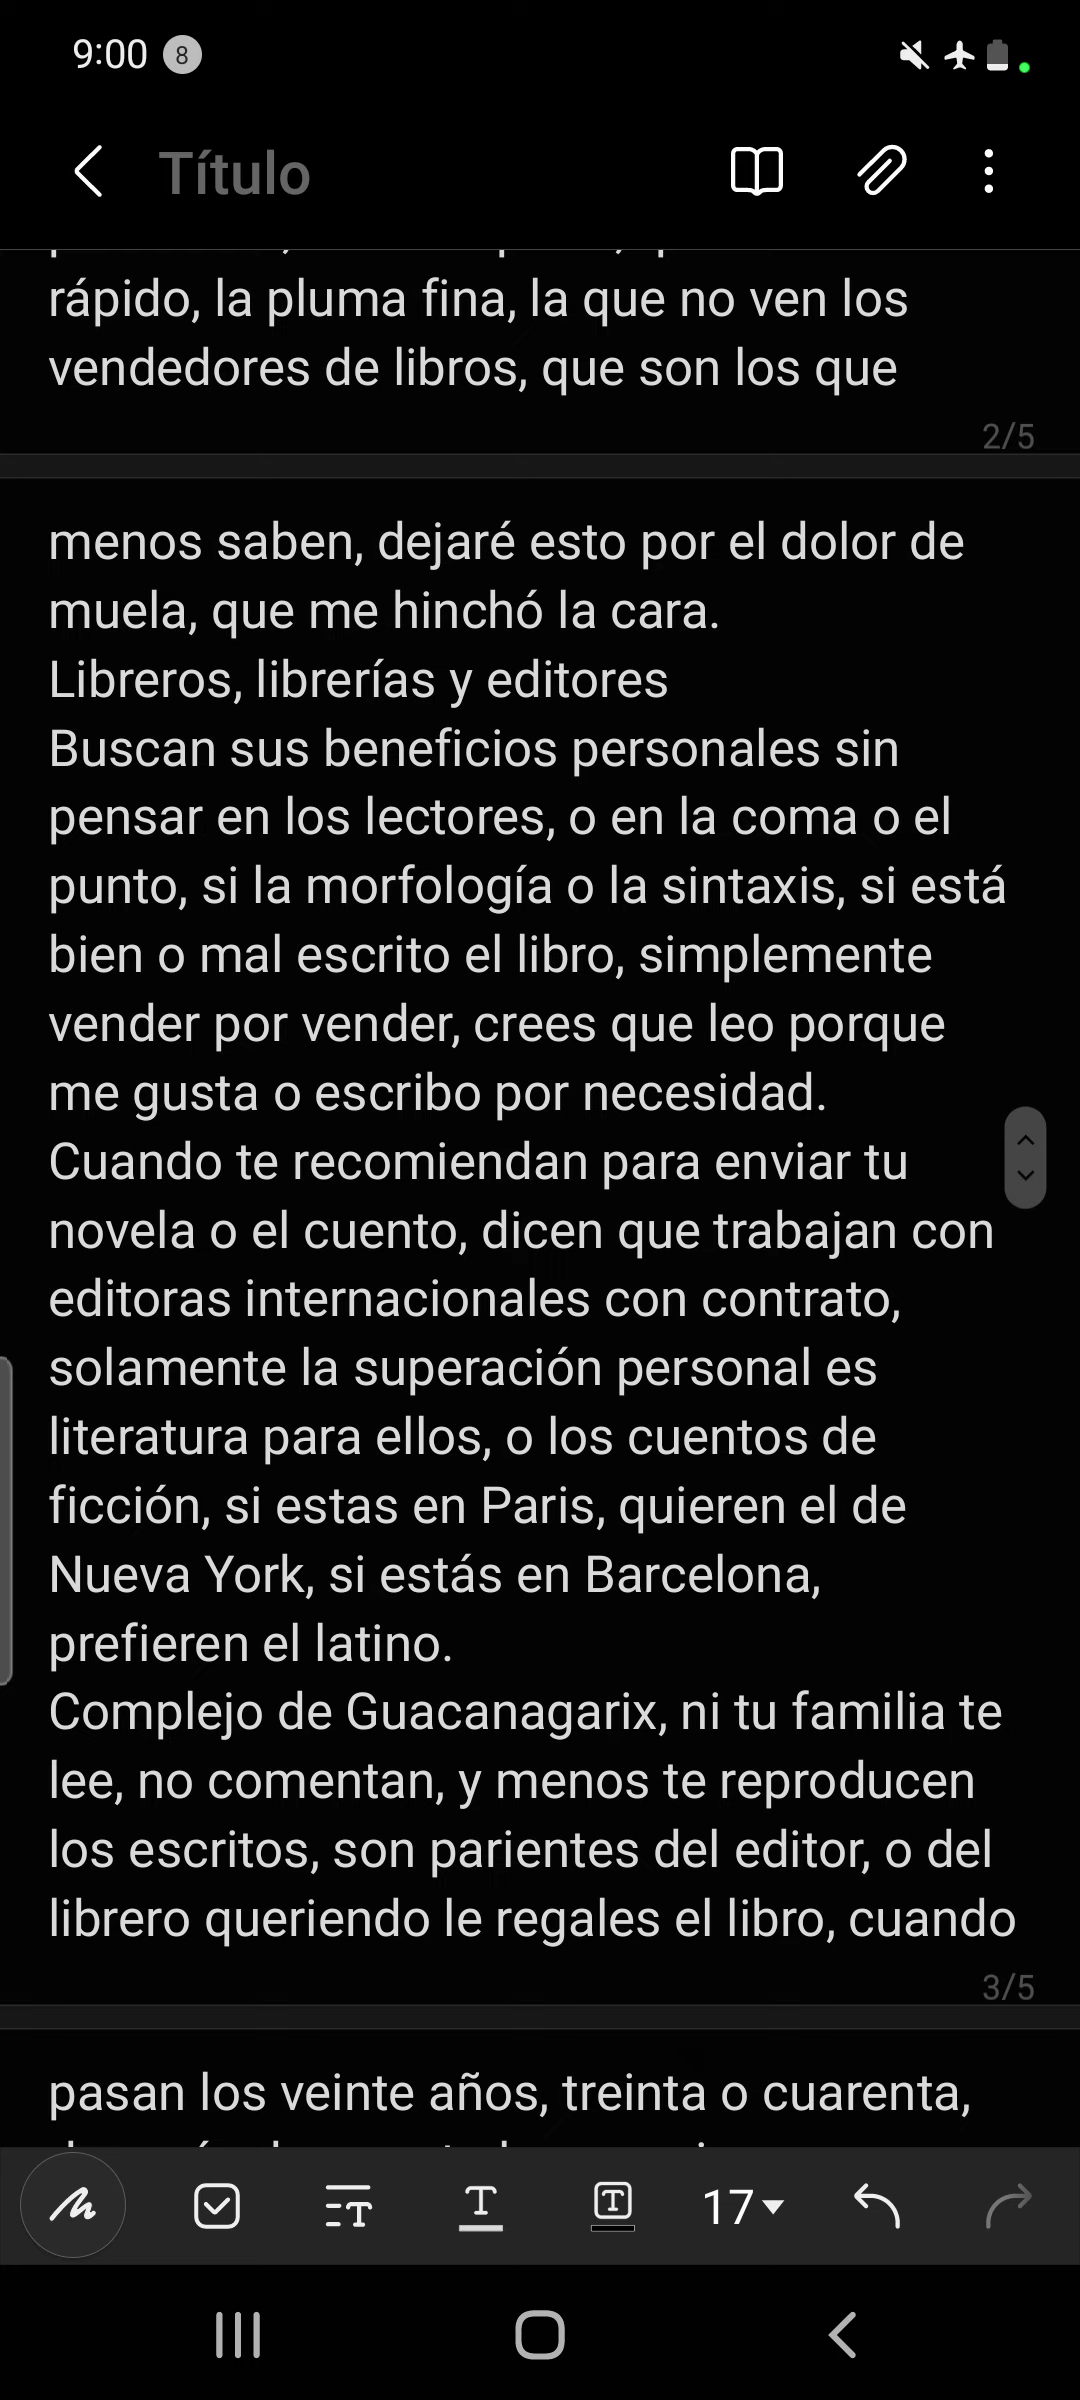 9:00 8
Título
rápido, la pluma fina, la que no ven los
vendedores de libros, que son los que
2/5
menos saben, dejaré esto por el dolor de
muela, que me hinchó la cara.
Libreros, librerías y editores
Buscan sus beneficios personales sin
pensar en los lectores, o en la coma o el
punto, si la morfología o la sintaxis, si está
bien o mal escrito el libro, simplemente
vender por vender, crees que leo porque
me gusta o escribo por necesidad.
Cuando te recomiendan para enviar tu
novela o el cuento, dicen que trabajan con
editoras internacionales con contrato,
solamente la superación personal es
literatura para ellos, o los cuentos de
ficción, si estas en Paris, quieren el de
Nueva York, si estás en Barcelona,
prefieren el latino.
Complejo de Guacanagarix, ni tu familia te
lee, no comentan, y menos te reproducen
los escritos, son parientes del editor, o del
librero queriendo le regales el libro, cuando
3/5
pasan los veinte años, treinta o cuarenta,
17